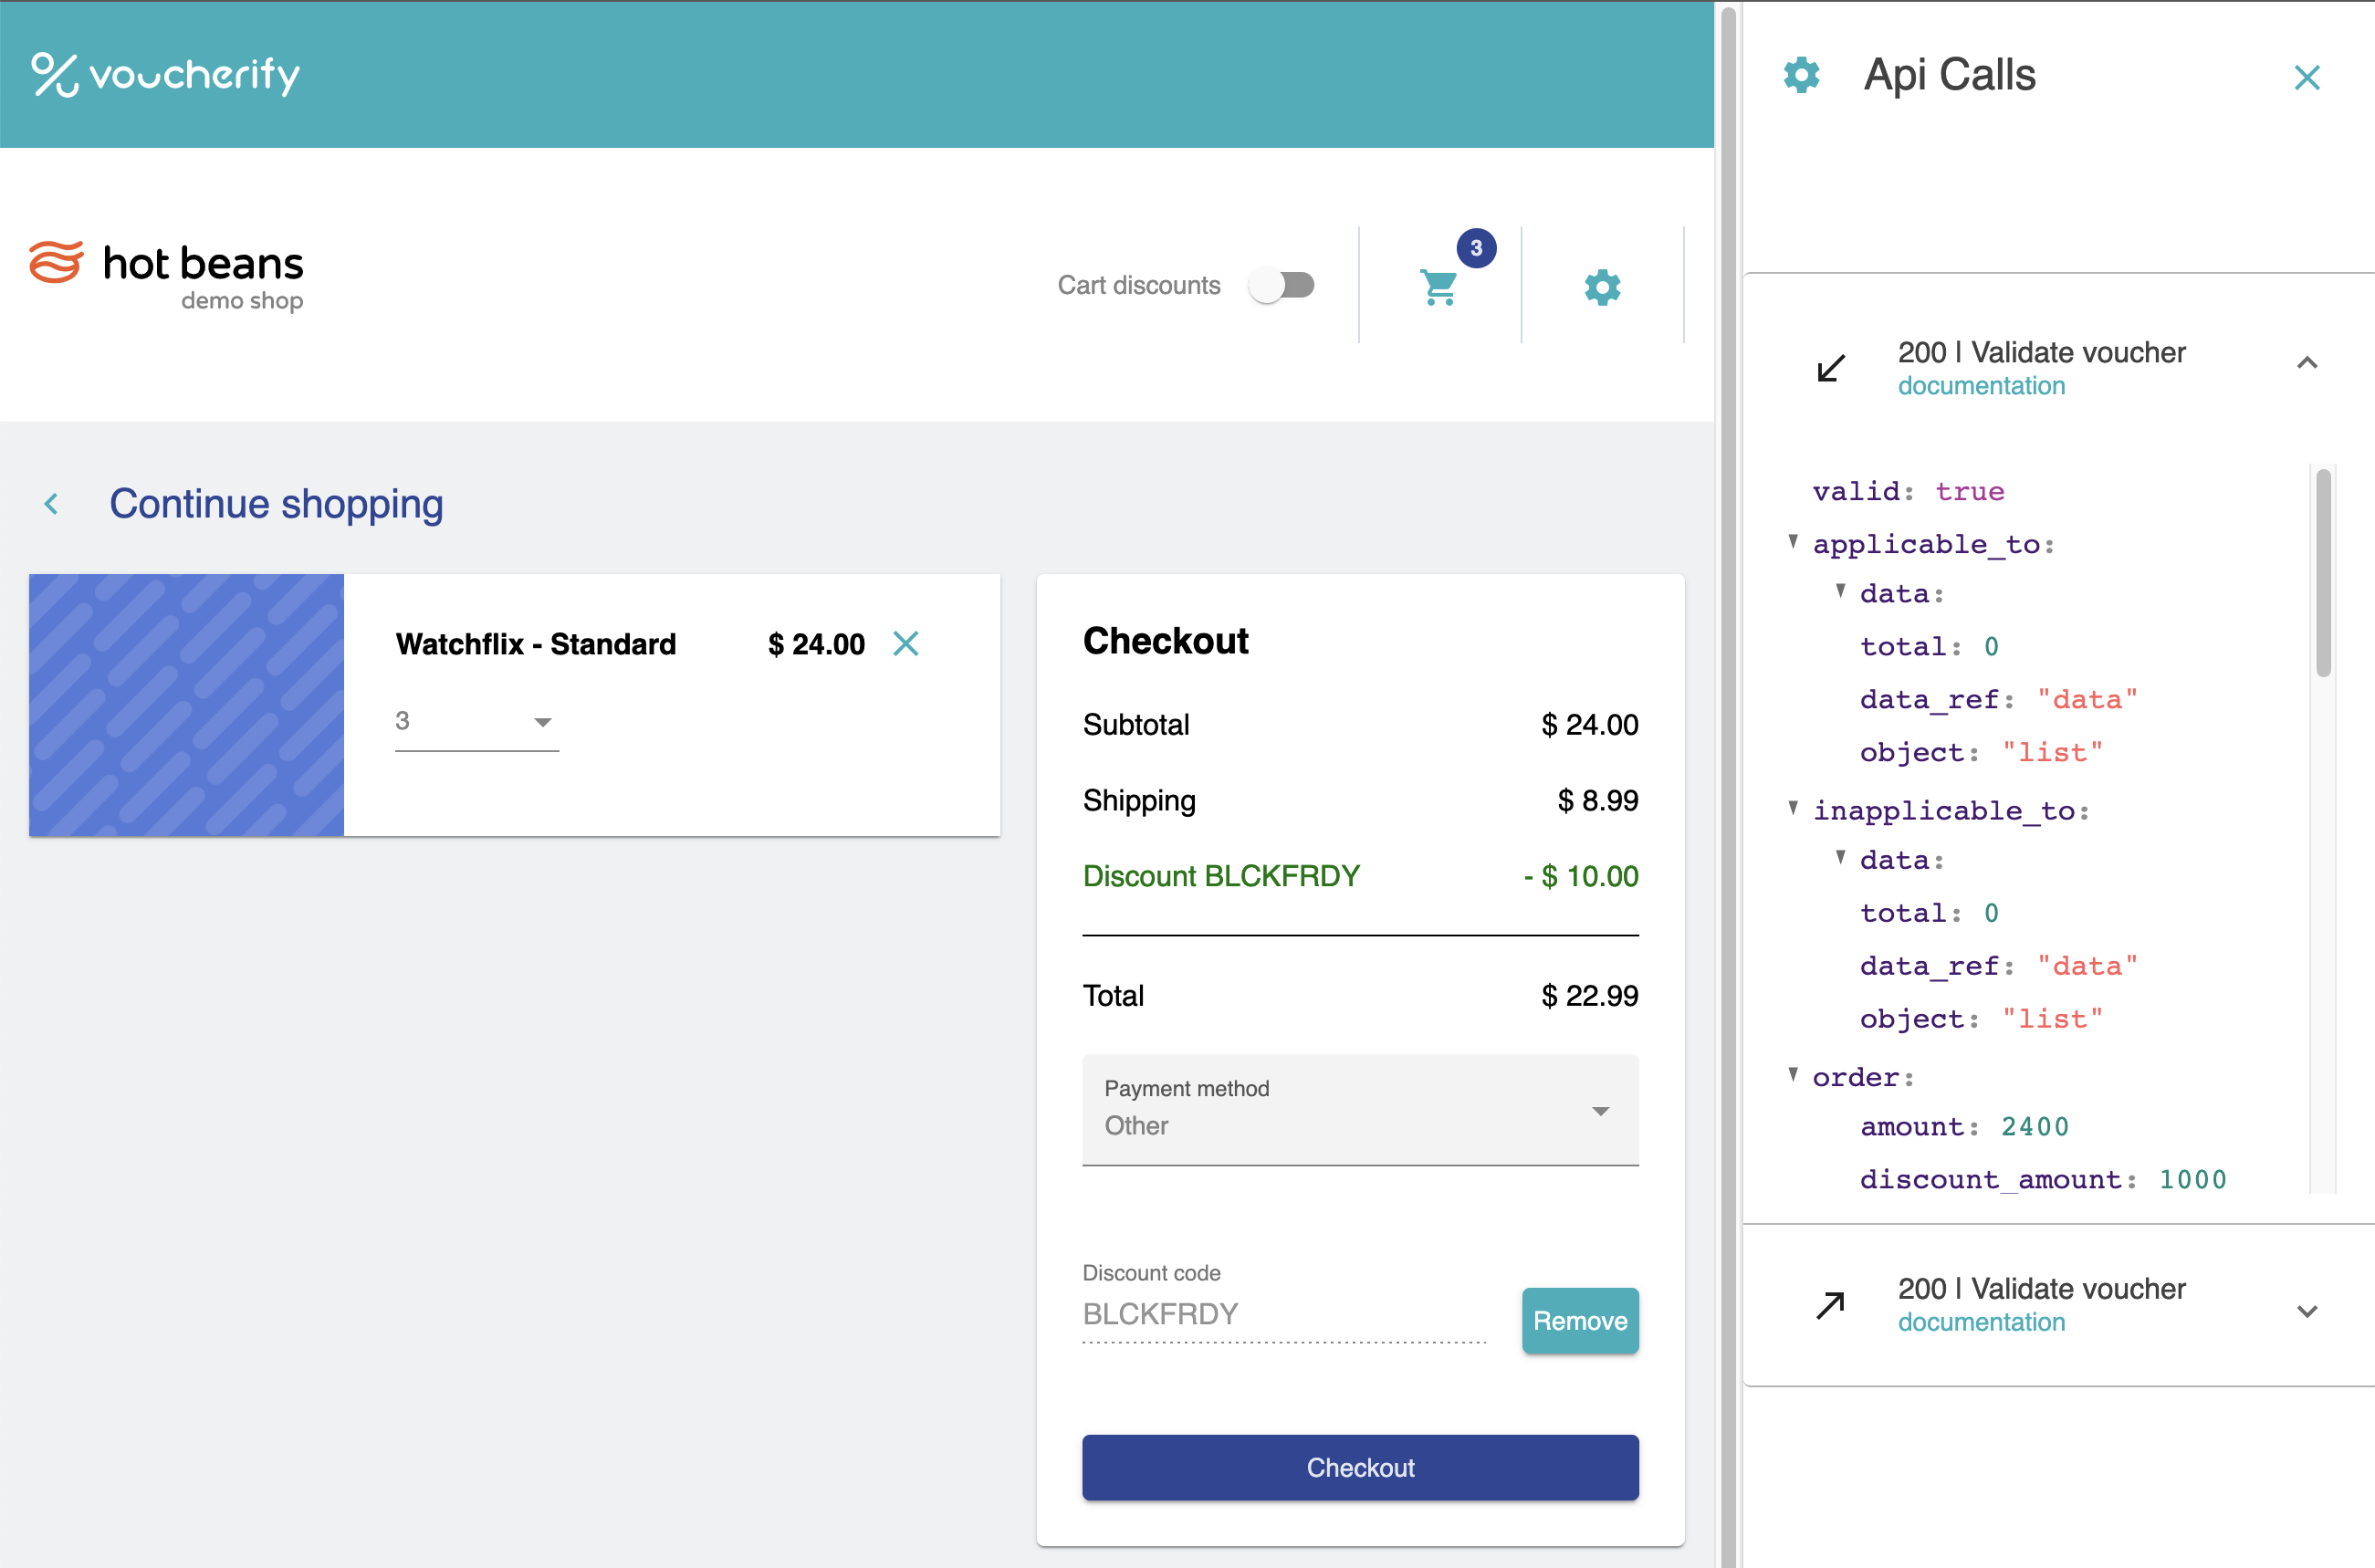 voucherify
hot beans
demo shop
Cart discounts
3
Continue shopping
Watchflix - Standard $ 24.00
3
Checkout
Subtotal $ 24.00
Shipping $ 8.99
Discount BLCKFRDY - $ 10.00
Total $ 22.99
Payment method
Other
Discount code
BLCKFRDY
Remove
Checkout
Api Calls
200 | Validate voucher
documentation
valid: true
applicable_to:
data:
total: 0
data_ref: "data"
object: "list"
inapplicable_to:
data:
total: 0
data_ref: "data"
object: "list"
order:
amount: 2400
discount_amount: 1000
200 | Validate voucher
documentation